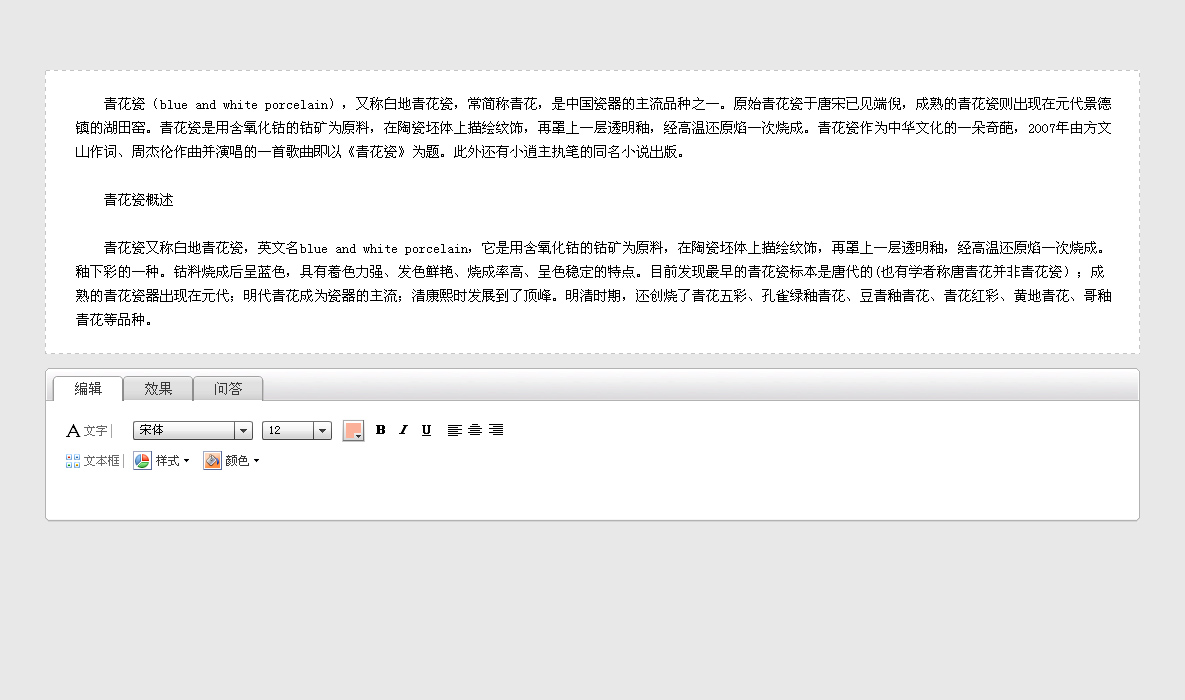 青花瓷（blue and white porcelain），又称白地青花瓷，常简称青花，是中国瓷器的主流品种之一。原始青花瓷于唐宋已见端倪，成熟的青花瓷则出现在元代景德
镇的湖田窑。青花瓷是用含氧化钴的钴矿为原料，在陶瓷坯体上描绘纹饰，再罩上一层透明釉，经高温还原焰一次烧成。青花瓷作为中华文化的一朵奇葩，2007年由方文
山作词、周杰伦作曲并演唱的一首歌曲即以《青花瓷》为题。此外还有小逍主执笔的同名小说出版。
青花瓷概述
青花瓷又称白地青花瓷，英文名blue and white porcelain，它是用含氧化钴的钴矿为原料，在陶瓷坯体上描绘纹饰，再罩上一层透明釉，经高温还原焰一次烧成。
釉下彩的一种。钴料烧成后呈蓝色，具有着色力强、发色鲜艳、烧成率高、呈色稳定的特点。目前发现最早的青花瓷标本是唐代的(也有学者称唐青花并非青花瓷）；成
熟的青花瓷器出现在元代；明代青花成为瓷器的主流；清康熙时发展到了顶峰。明清时期，还创烧了青花五彩、孔雀绿釉青花、豆青釉青花、青花红彩、黄地青花、哥釉
青花等品种。
编辑 效果 问答
A 文字 宋体 12 B I U
文本框 样式 颜色